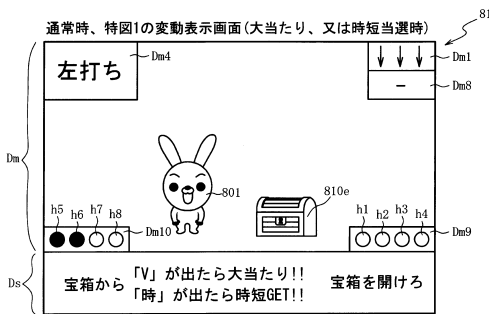 通常時、特図1の変動表示画面(大当たり、又は時短当選時)
81
左打ち
Dm4
↓ ↓ ↓
Dm1
－
Dm8
Dm
801
810e
h5 h6 h7 h8
Dm10
h1 h2 h3 h4
Dm9
Ds
宝箱から
「V」が出たら大当たり!!
「時」が出たら時短GET!!
宝箱を開けろ